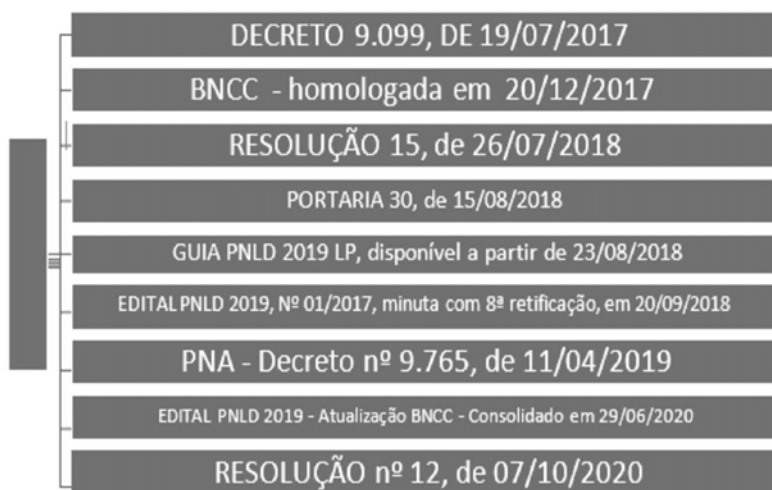 DECRETO 9.099, DE 19/07/2017
BNCC - homologada em 20/12/2017
RESOLUÇÃO 15, de 26/07/2018
PORTARIA 30, de 15/08/2018
GUIA PNLD 2019 LP, disponível a partir de 23/08/2018
EDITAL PNLD 2019, Nº 01/2017, minuta com 8ª retificação, em 20/09/2018
PNA - Decreto nº 9.765, de 11/04/2019
EDITAL PNLD 2019 - Atualização BNCC - Consolidado em 29/06/2020
RESOLUÇÃO nº 12, de 07/10/2020